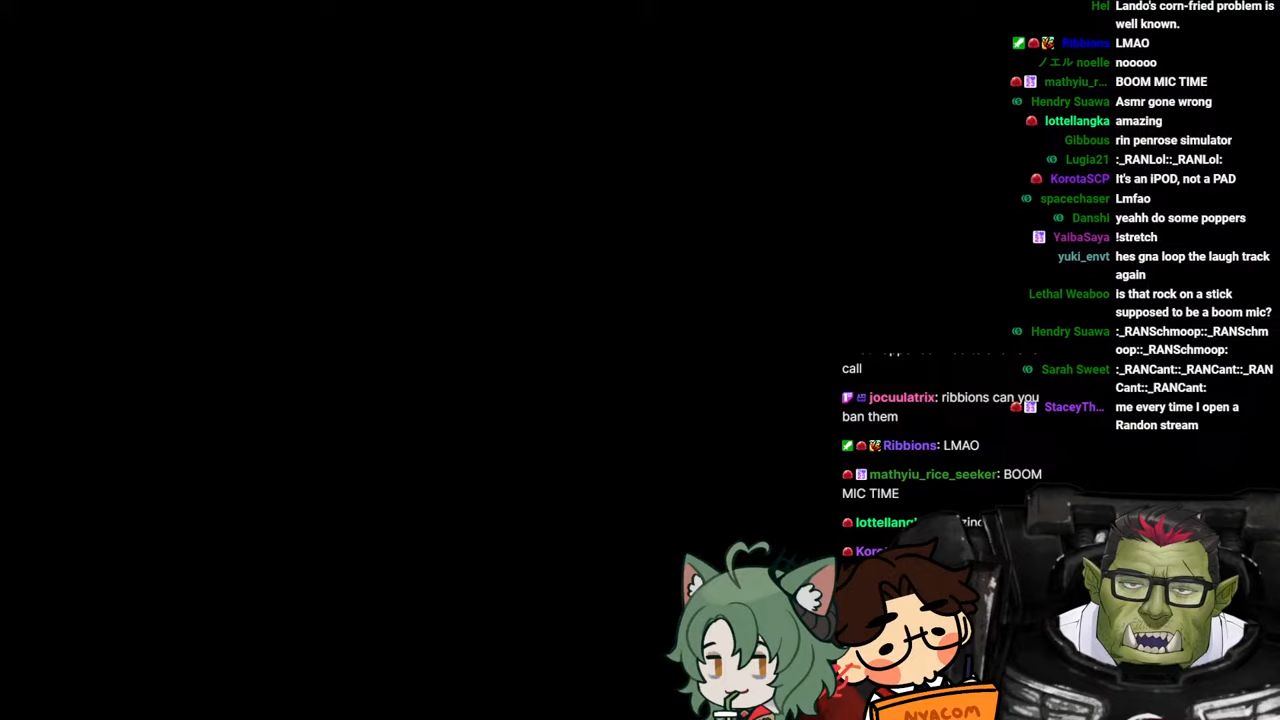 Hel Lando's corn-fried problem is
well known.
Ribbions LMAO
ノエル noelle nooooo
mathyiu_r... BOOM MIC TIME
Hendry Suawa Asmr gone wrong
lottellangka amazing
Gibbous rin penrose simulator
Lugia21 :_RANLol::_RANLol:
KorotaSCP It's an iPOD, not a PAD
spacechaser Lmfao
Danshl yeahh do some poppers
YaibaSaya !stretch
yuki_envt hes gna loop the laugh track
again
Lethal Weaboo is that rock on a stick
supposed to be a boom mic?
Hendry Suawa :_RANSchmoop::_RANSchm
oop::_RANSchmoop:
Sarah Sweet :_RANCant::_RANCant::_RAN
Cant::_RANCant:
StaceyTh... me every time I open a
Randon stream
call
jocuulatrix: ribbions can you
ban them
Ribbions: LMAO
mathyiu_rice_seeker: BOOM
MIC TIME
NYACOM